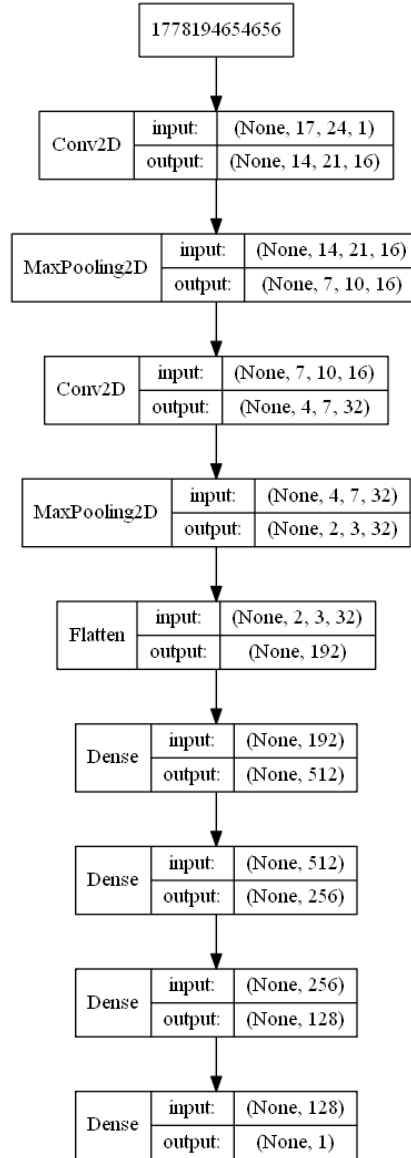 1778194654656
Conv2D
input: (None, 17, 24, 1)
output: (None, 14, 21, 16)
MaxPooling2D
input: (None, 14, 21, 16)
output: (None, 7, 10, 16)
Conv2D
input: (None, 7, 10, 16)
output: (None, 4, 7, 32)
MaxPooling2D
input: (None, 4, 7, 32)
output: (None, 2, 3, 32)
Flatten
input: (None, 2, 3, 32)
output: (None, 192)
Dense
input: (None, 192)
output: (None, 512)
Dense
input: (None, 512)
output: (None, 256)
Dense
input: (None, 256)
output: (None, 128)
Dense
input: (None, 128)
output: (None, 1)